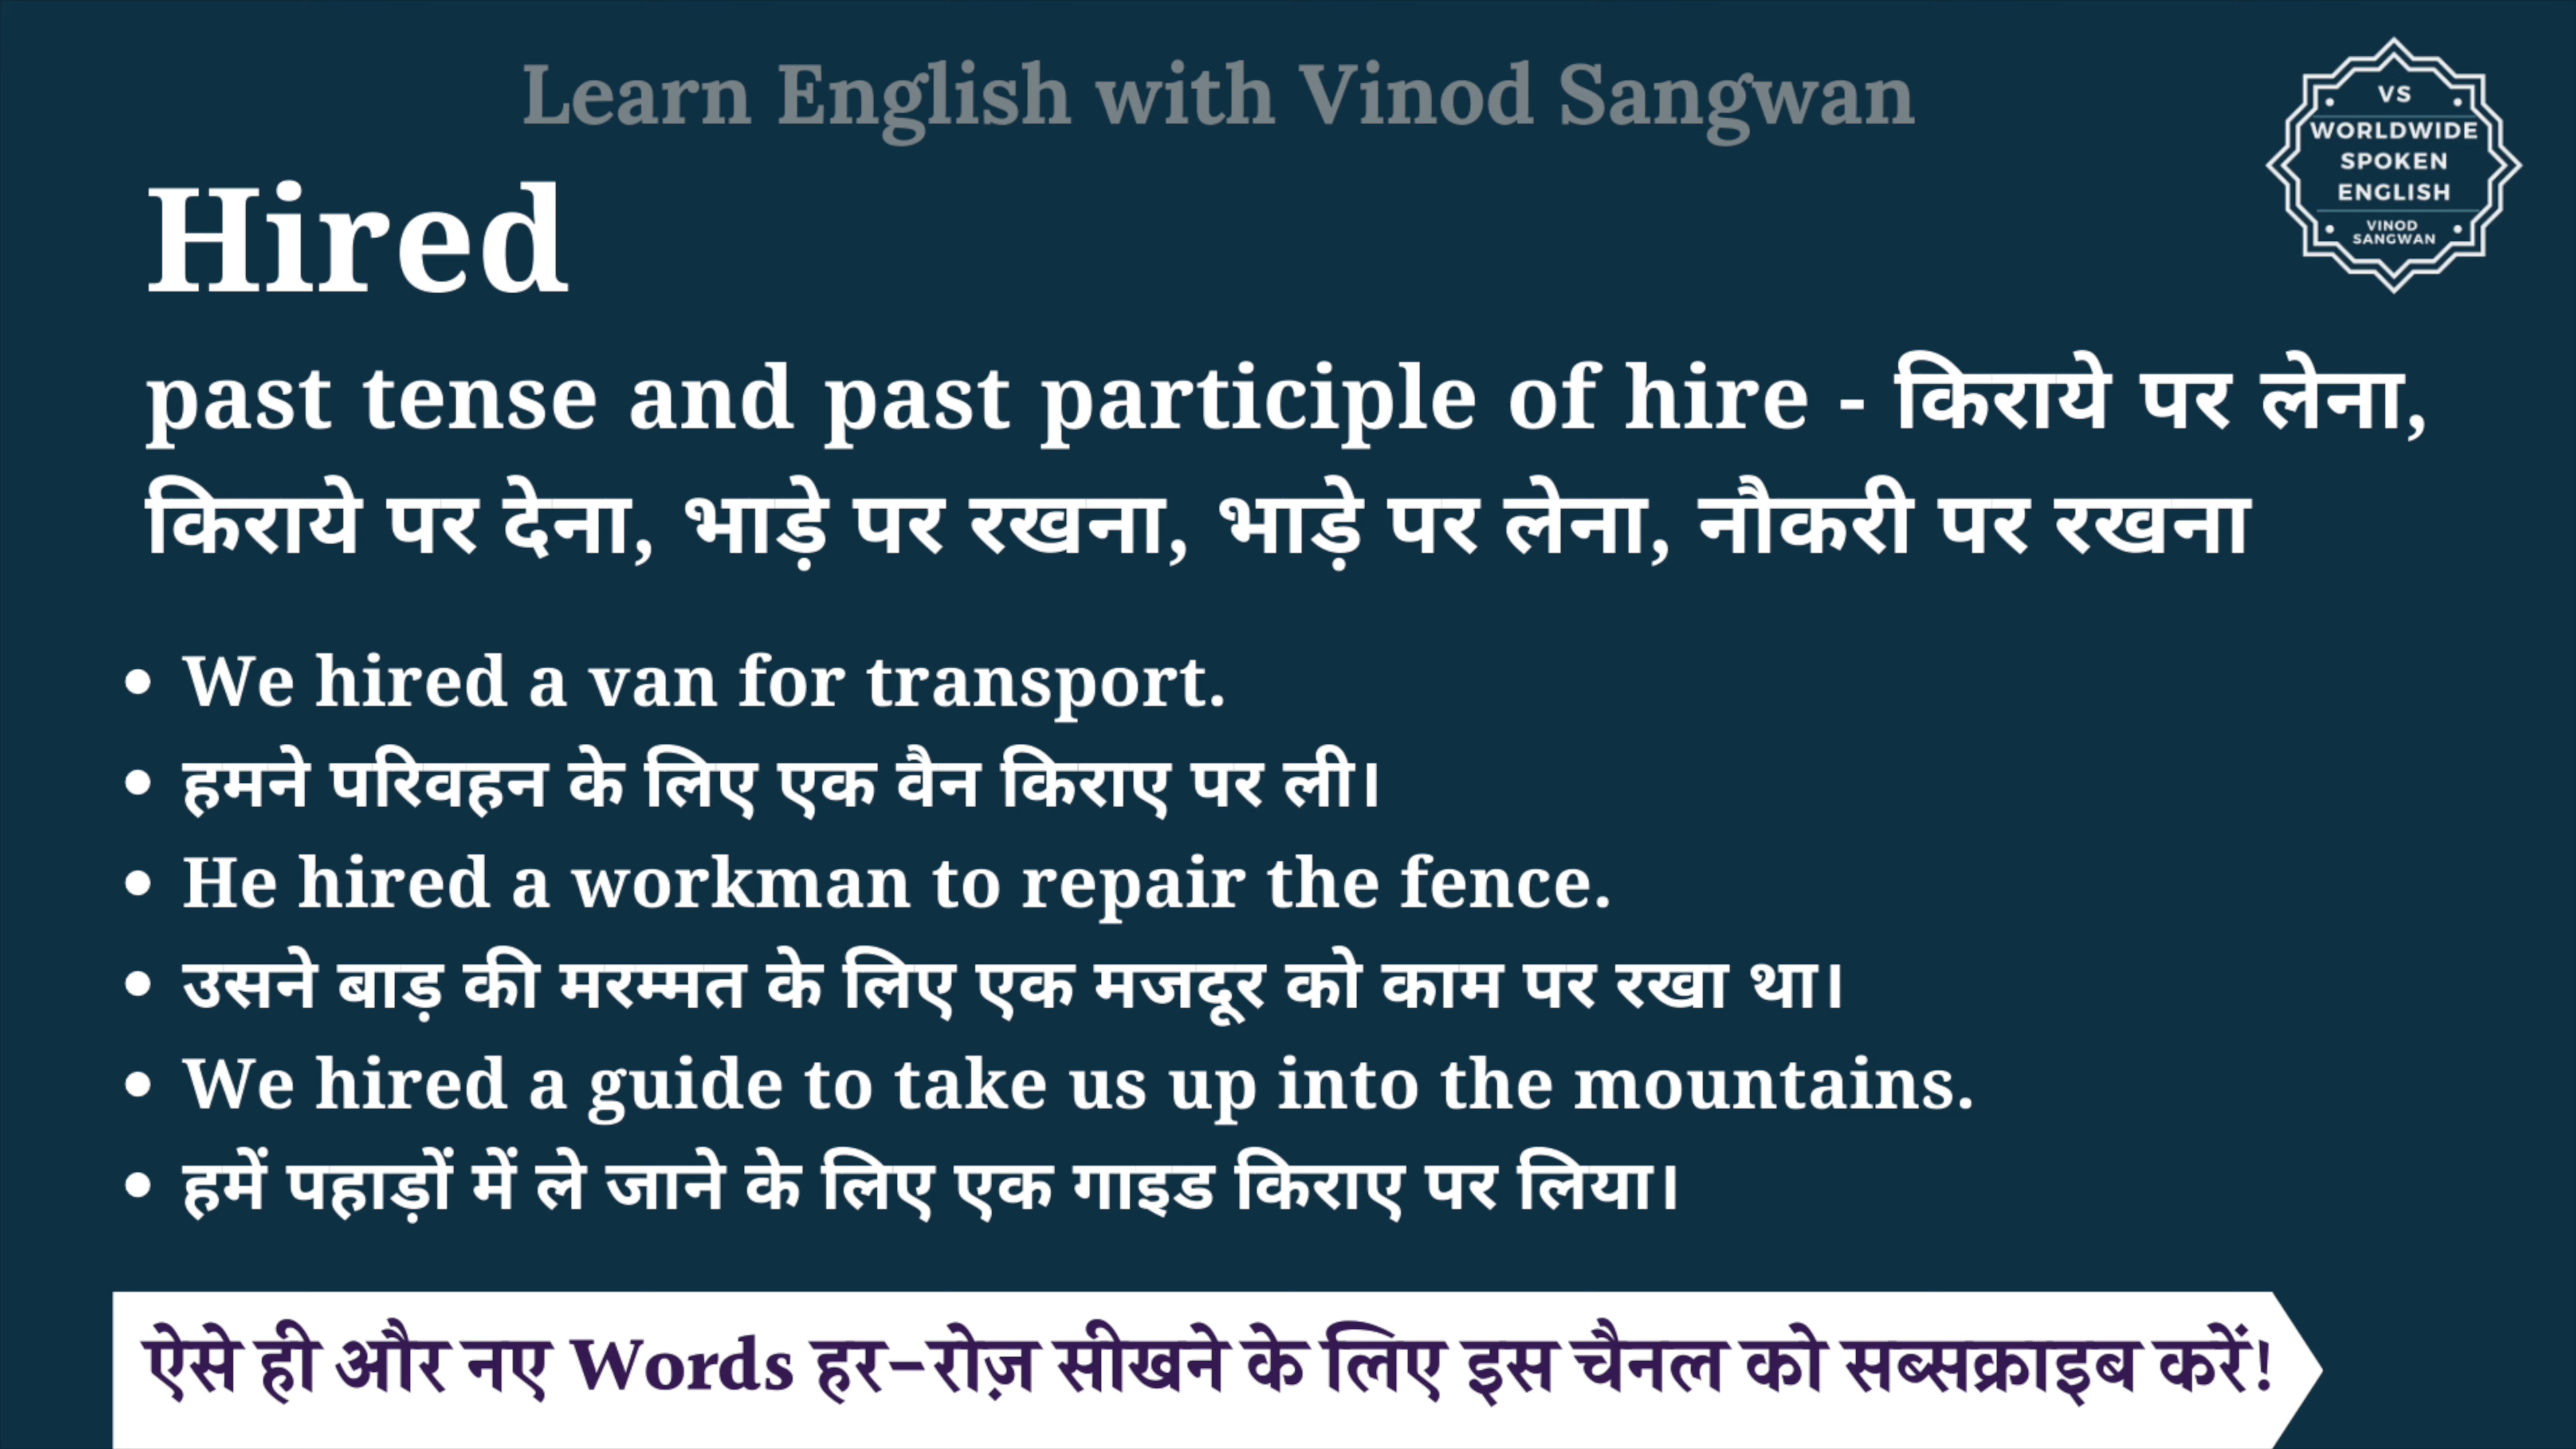 Learn English with Vinod Sangwan
VS
WORLDWIDE
SPOKEN
ENGLISH
VINOD
SANGWAN
Hired
past tense and past participle of hire - किराये पर लेना,
किराये पर देना, भाड़े पर रखना, भाड़े पर लेना, नौकरी पर रखना
• We hired a van for transport.
• हमने परिवहन के लिए एक वैन किराए पर ली।
• He hired a workman to repair the fence.
• उसने बाड़ की मरम्मत के लिए एक मजदूर को काम पर रखा था।
• We hired a guide to take us up into the mountains.
• हमें पहाड़ों में ले जाने के लिए एक गाइड किराए पर लिया।
ऐसे ही और नए Words हर-रोज़ सीखने के लिए इस चैनल को सब्सक्राइब करें!